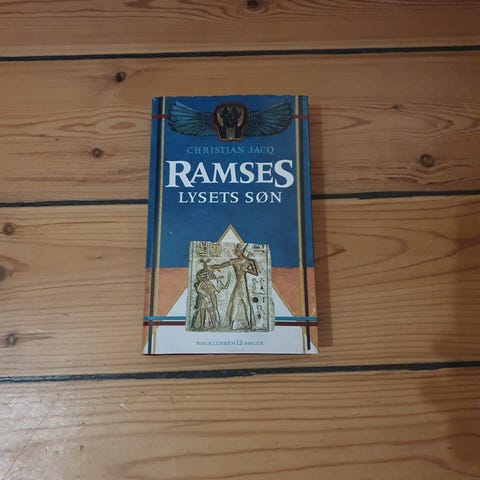 CHRISTIAN JACQ
RAMSES
LYSETS SØN
BOGKLUBBEN 12 BØGER